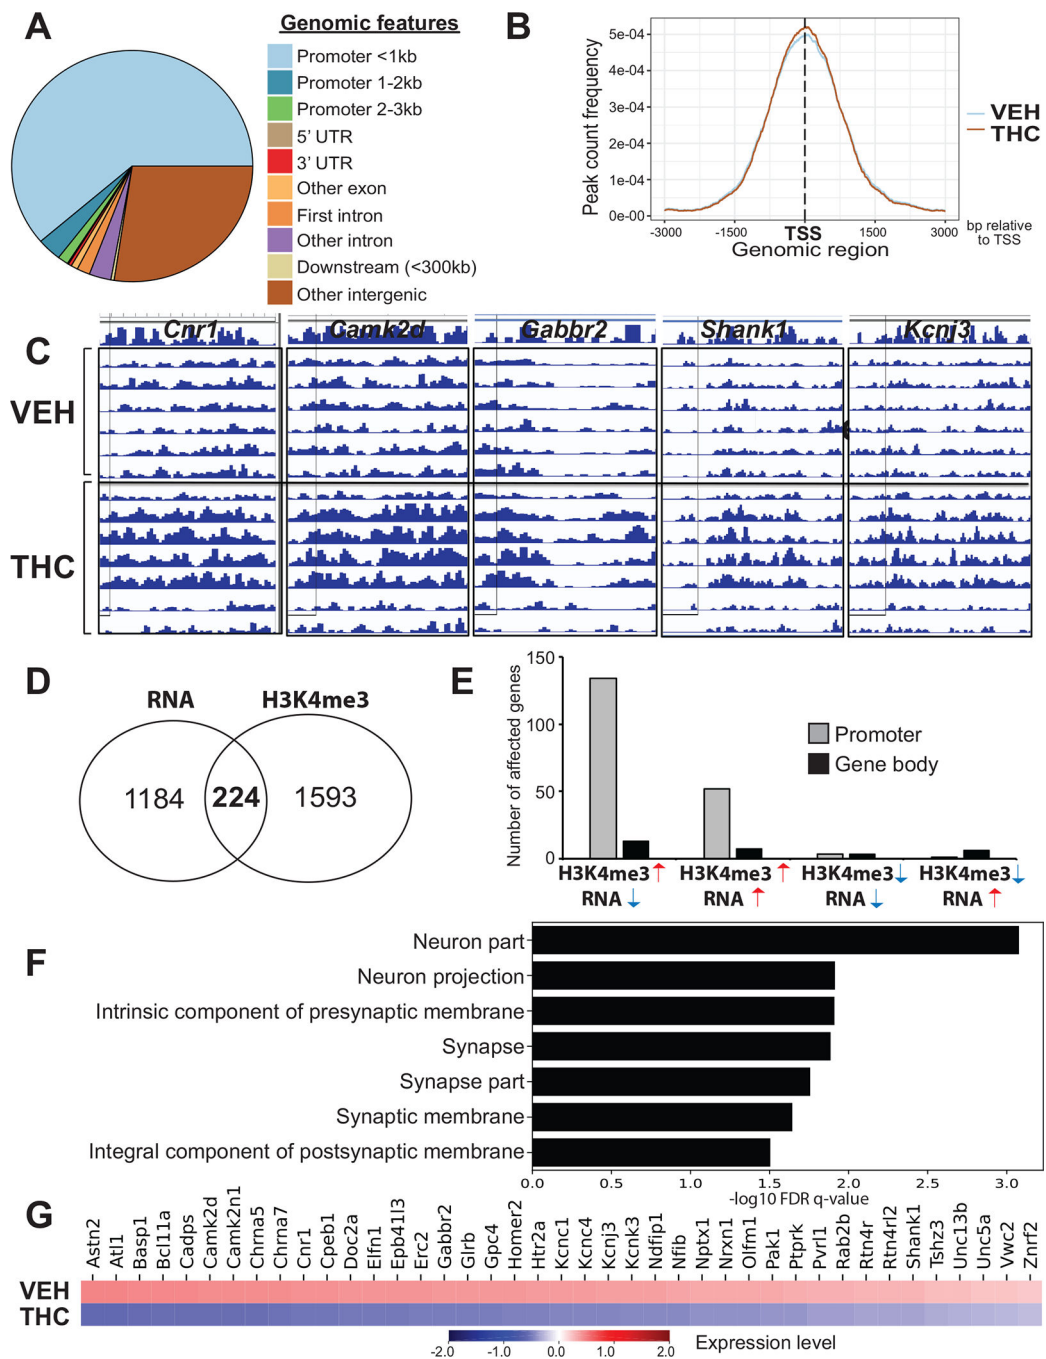 A
Genomic features
Promoter <1kb
Promoter 1-2kb
Promoter 2-3kb
5' UTR
3' UTR
Other exon
First intron
Other intron
Downstream (<300kb)
Other intergenic
B
Peak count frequency
5e-04
4e-04
3e-04
2e-04
1e-04
0e-00
-3000 -1500 TSS 1500 3000
Genomic region
bp relative
to TSS
VEH
THC
C
Cnr1 Camk2d Gabbr2 Shank1 Kcnj3
VEH
THC
D
RNA H3K4me3
1184 224 1593
E
Number of affected genes
150
100
50
0
Promoter
Gene body
H3K4me3↑ H3K4me3↑ H3K4me3↓ H3K4me3↓
RNA↓ RNA↑ RNA↓ RNA↑
F
Neuron part
Neuron projection
Intrinsic component of presynaptic membrane
Synapse
Synapse part
Synaptic membrane
Integral component of postsynaptic membrane
0.0 0.5 1.0 1.5 2.0 2.5 3.0
-log10 FDR q-value
G
Astn2
Atl1
Basp1
Bcl11a
Cadps
Camk2d
Camk2n1
Chrna5
Chrna7
Cnr1
Cpeb1
Doc2a
Elfn1
Epb41l3
Erc2
Gabbr2
Glrb
Gpc4
Homer2
Htr2a
Kcnc1
Kcnc4
Kcnj3
Kcnk3
Ndfip1
Nfib
Nptx1
Nrxn1
Olfm1
Pak1
Ptprk
Pvrl1
Rab2b
Rtn4r
Rtn4rl2
Shank1
Tshz3
Unc13b
Unc5a
Vwc2
Znrf2
VEH
THC
-2.0 -1.0 0.0 1.0 2.0
Expression level